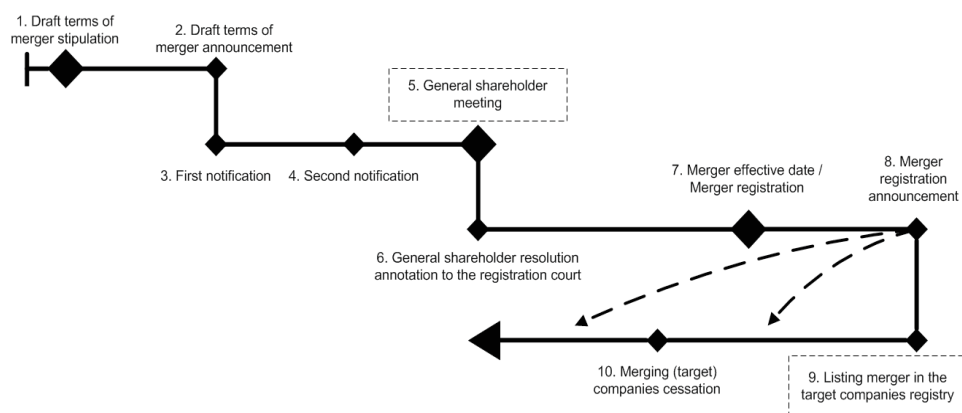 1. Draft terms of
merger stipulation
2. Draft terms of
merger announcement
3. First notification
4. Second notification
5. General shareholder
meeting
6. General shareholder resolution
annotation to the registration court
7. Merger effective date /
Merger registration
8. Merger
registration
announcement
9. Listing merger in the
target companies registry
10. Merging (target)
companies cessation